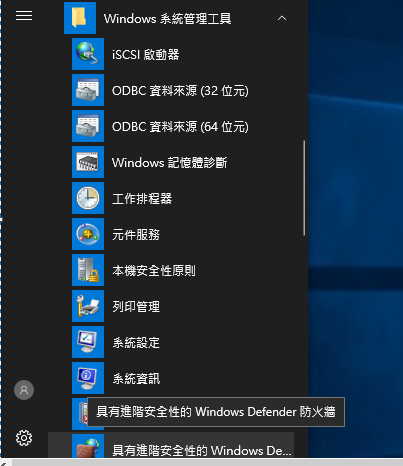 Windows 系統管理工具
iSCSI 啟動器
ODBC 資料來源 (32 位元)
ODBC 資料來源 (64 位元)
Windows 記憶體診斷
工作排程器
元件服務
本機安全性原則
列印管理
系統設定
系統資訊
具有進階安全性的 Windows Defender 防火牆
具有進階安全性的 Windows De...